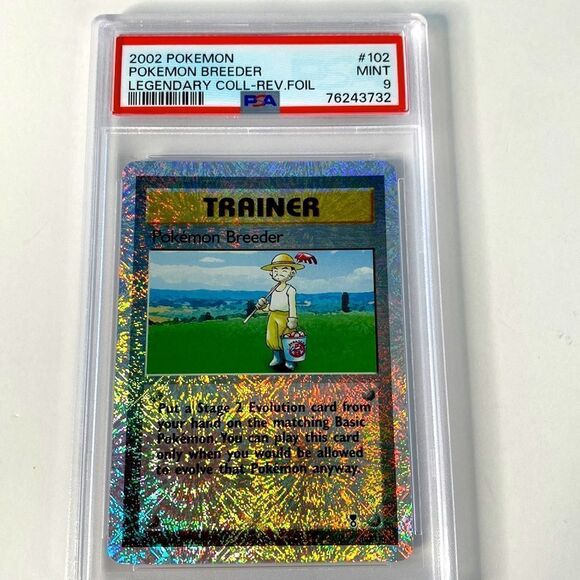 2002 POKEMON #102
POKEMON BREEDER MINT
LEGENDARY COLL-REV.FOIL 9
PSA 76243732
TRAINER
Pokémon Breeder
Put a Stage 2 Evolution card from
your hand on the matching Basic
Pokémon. You can play this card
only when you would be allowed
to evolve that Pokémon anyway.